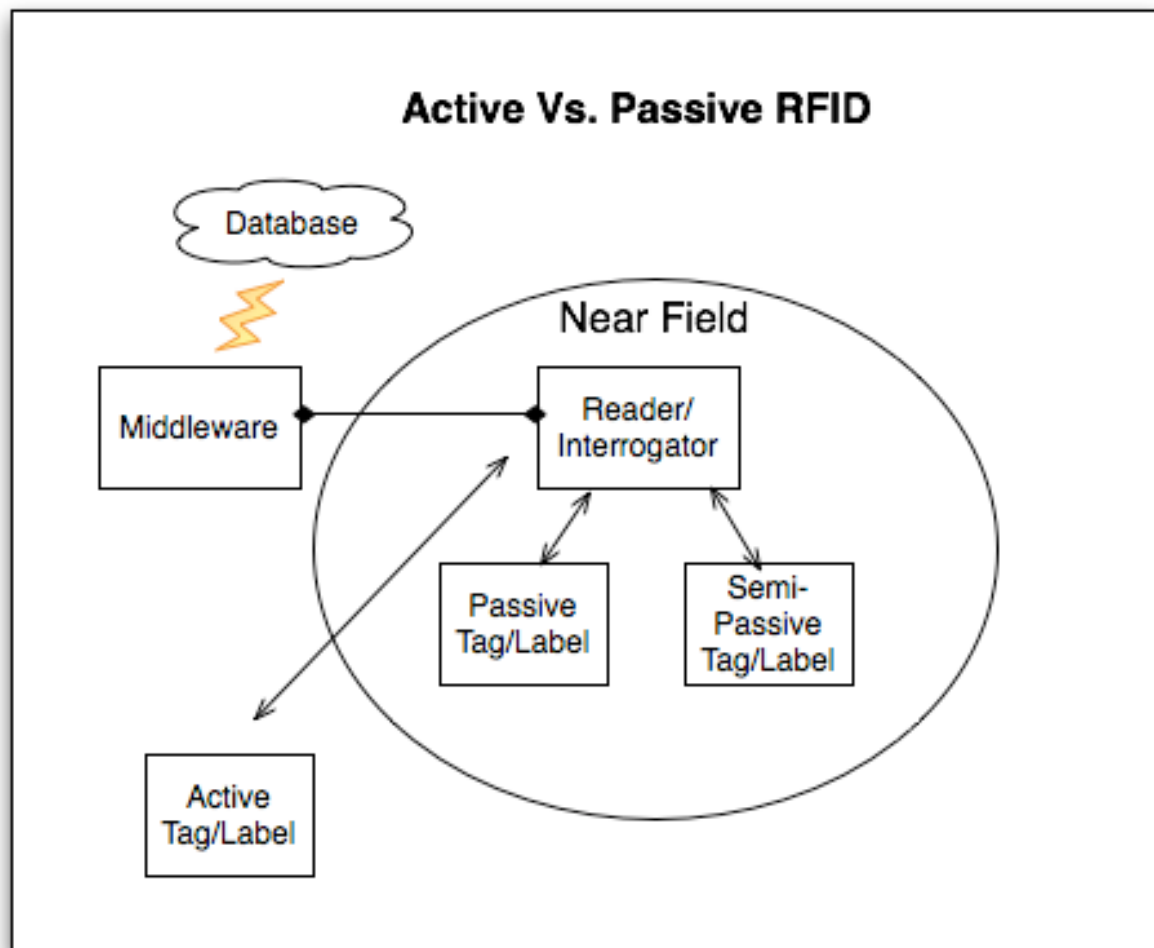 Active Vs. Passive RFID
Database
Near Field
Middleware
Reader/
Interrogator
Passive
Tag/Label
Semi-
Passive
Tag/Label
Active
Tag/Label